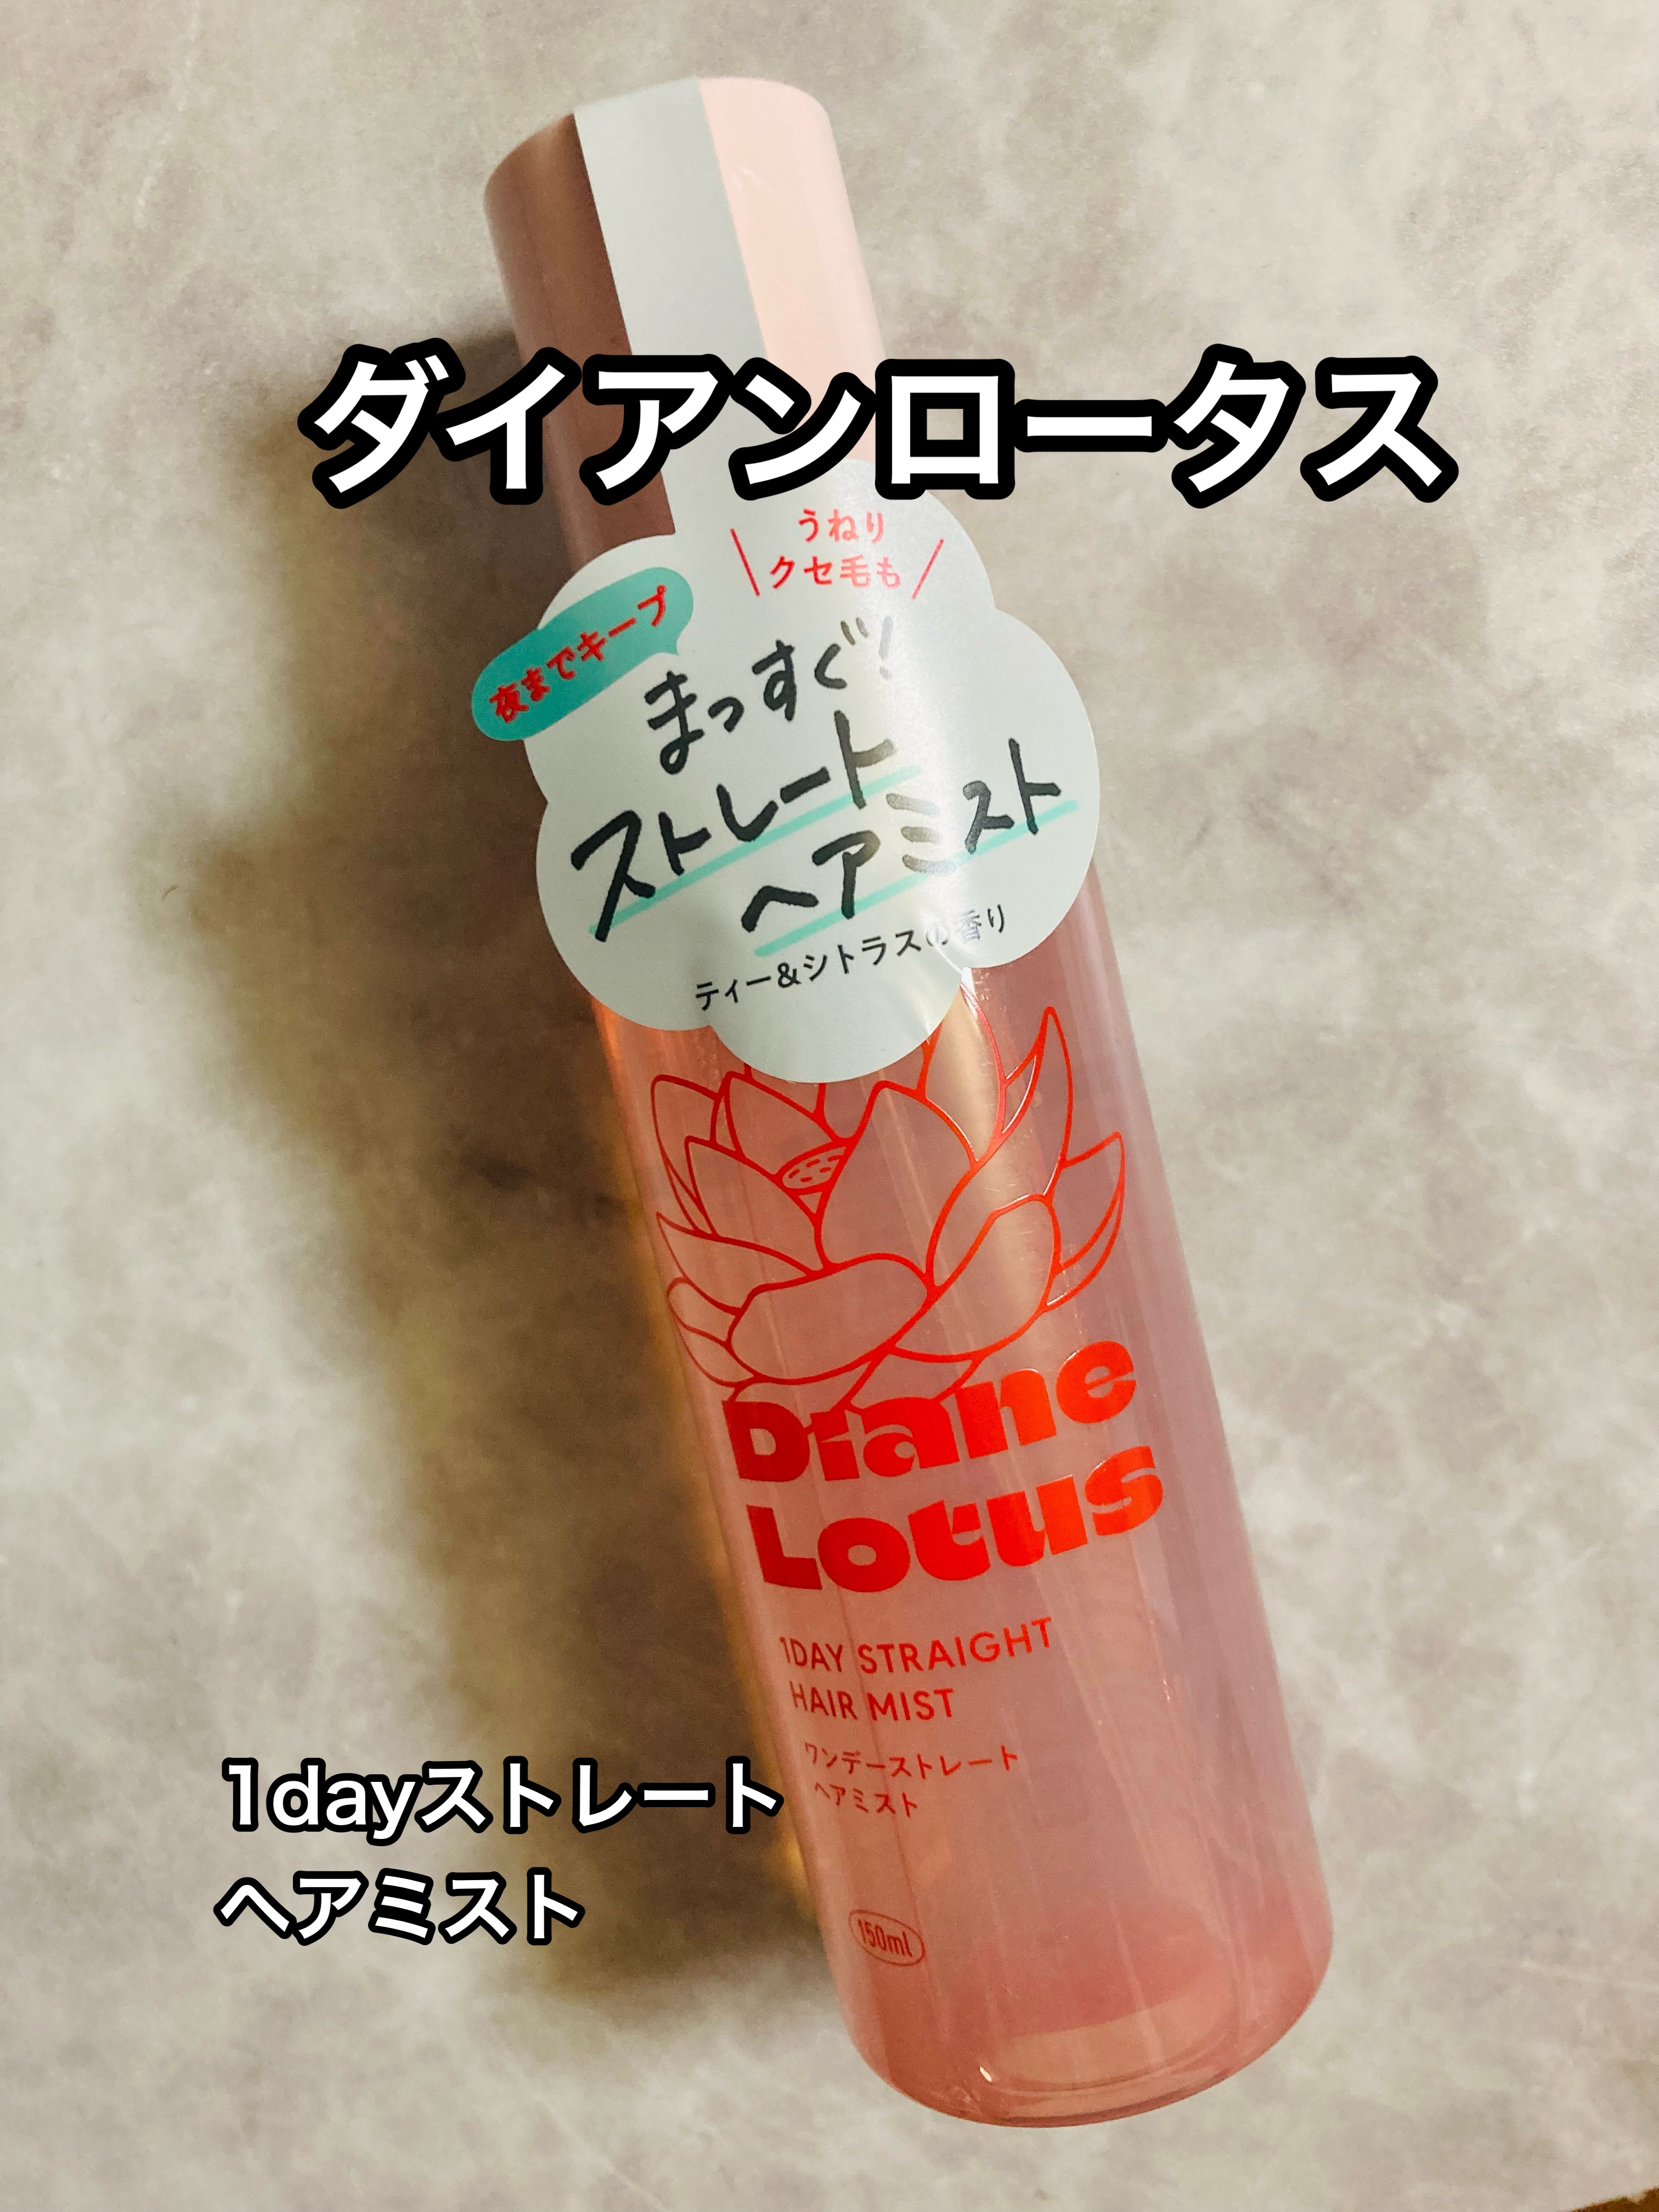 ダイアンロータス
うねり
クセ毛も
夜までキープ
まっすぐ!
ストレート
ヘアミスト
ティー&シトラスの香り
Diane
Lotus
1DAY STRAIGHT
HAIR MIST
ワンデーストレート
ヘアミスト
1dayストレート
ヘアミスト
150ml